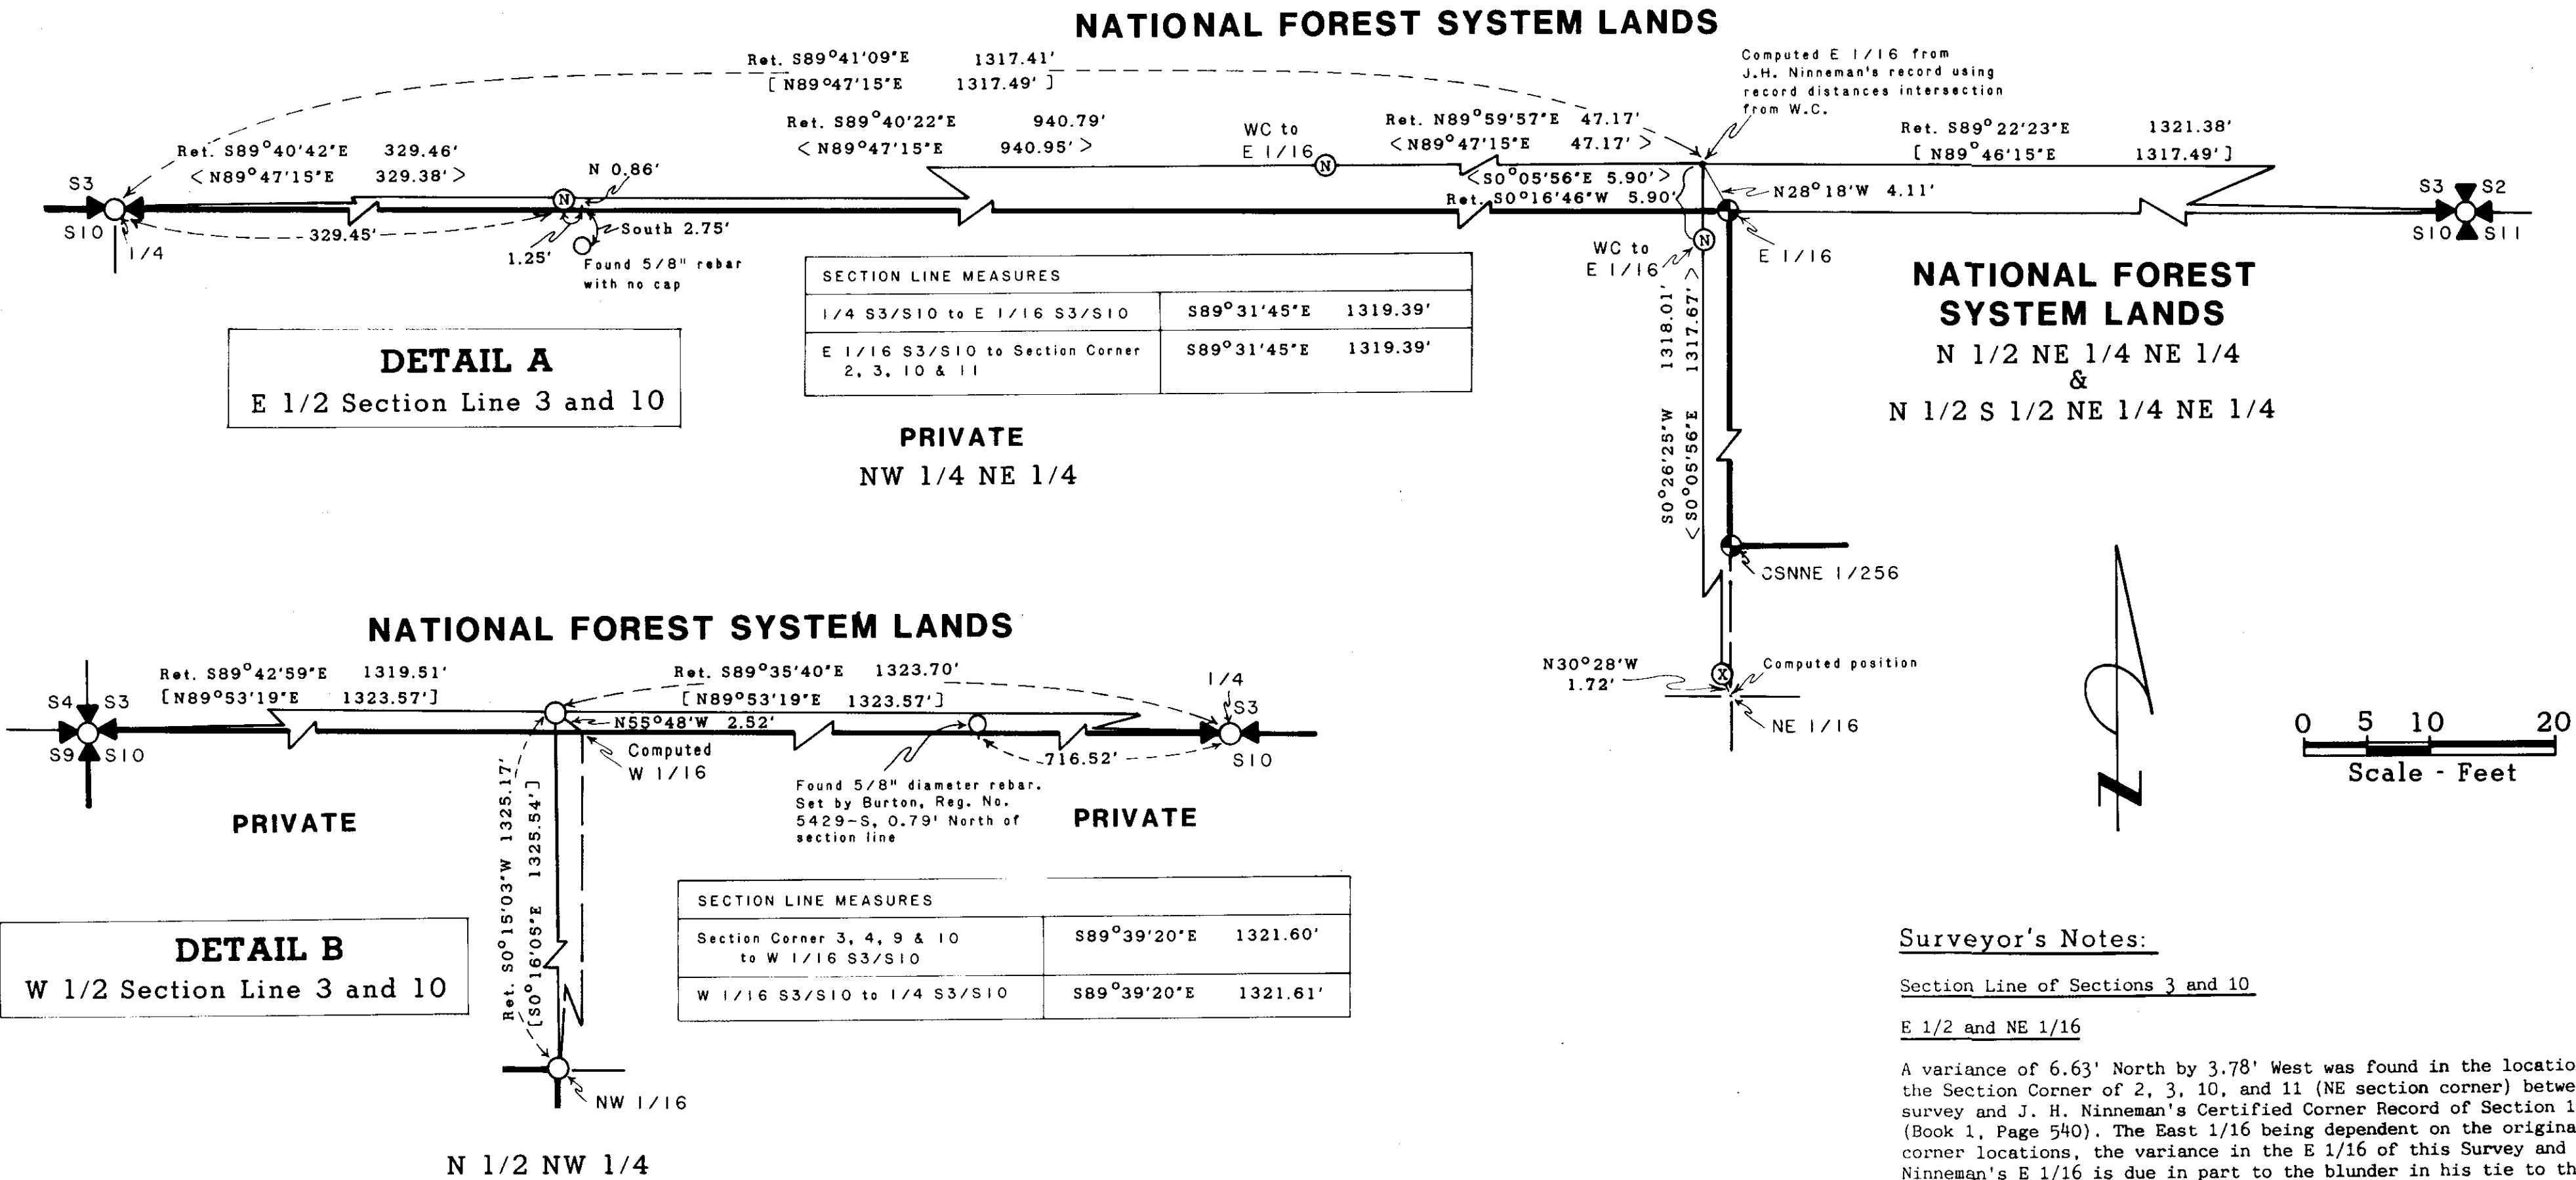 NATIONAL FOREST SYSTEM LANDS
Ret. S89°41'09"E 1317.41'
[ N89°47'15"E 1317.49' ]
Computed E 1/16 from
J.H. Ninneman's record using
record distances intersection
from W.C.
Ret. S89°40'42"E 329.46'
< N89°47'15"E 329.38' >
N 0.86'
Ret. S89°40'22"E 940.79'
< N89°47'15"E 940.95' >
WC to
E 1/16
N
Ret. N89°59'57"E 47.17'
< N89°47'15"E 47.17' >
Ret. S89°22'23"E 1321.38'
[ N89°46'15"E 1317.49' ]
<S0°05'56"E 5.90'>
Ret. S0°16'46"W 5.90'
N28°18'W 4.11'
S3
S10
1/4
N
329.45'
1.25'
South 2.75'
Found 5/8" rebar
with no cap
WC to
E 1/16
N
E 1/16
S3 S2
S10 S11
SECTION LINE MEASURES
1/4 S3/S10 to E 1/16 S3/S10 S89°31'45"E 1319.39'
E 1/16 S3/S10 to Section Corner S89°31'45"E 1319.39'
2, 3, 10 & 11
DETAIL A
E 1/2 Section Line 3 and 10
PRIVATE
NW 1/4 NE 1/4
S0°26'25"W 1318.01'
<S0°05'56"E 1317.67'>
NATIONAL FOREST
SYSTEM LANDS
N 1/2 NE 1/4 NE 1/4
&
N 1/2 S 1/2 NE 1/4 NE 1/4
CSNNE 1/256
N30°28'W
1.72'
X
Computed position
NE 1/16
N
0 5 10 20
Scale - Feet
NATIONAL FOREST SYSTEM LANDS
Ret. S89°42'59"E 1319.51'
[N89°53'19"E 1323.57']
Ret. S89°35'40"E 1323.70'
[N89°53'19"E 1323.57']
S4 S3
S9 S10
N55°48'W 2.52'
Computed
W 1/16
1/4
S3
S10
716.52'
Found 5/8" diameter rebar.
Set by Burton, Reg. No.
5429-S, 0.79' North of
section line
PRIVATE
PRIVATE
Ret. S0°15'03"W 1325.17'
[S0°16'05"E 1325.54']
SECTION LINE MEASURES
Section Corner 3, 4, 9 & 10 S89°39'20"E 1321.60'
to W 1/16 S3/S10
W 1/16 S3/S10 to 1/4 S3/S10 S89°39'20"E 1321.61'
DETAIL B
W 1/2 Section Line 3 and 10
NW 1/16
N 1/2 NW 1/4
Surveyor's Notes:
Section Line of Sections 3 and 10
E 1/2 and NE 1/16
A variance of 6.63' North by 3.78' West was found in the locatio
the Section Corner of 2, 3, 10, and 11 (NE section corner) betwe
survey and J. H. Ninneman's Certified Corner Record of Section 1
(Book 1, Page 540). The East 1/16 being dependent on the origina
corner locations, the variance in the E 1/16 of this Survey and
Ninneman's E 1/16 is due in part to the blunder in his tie to th